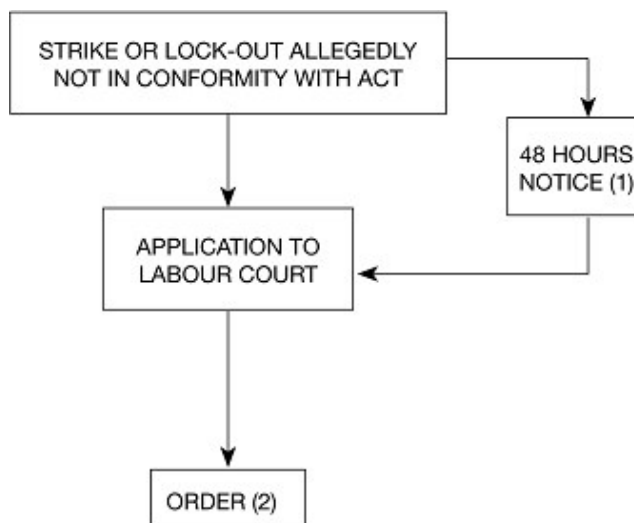 STRIKE OR LOCK-OUT ALLEGEDLY
NOT IN CONFORMITY WITH ACT
48 HOURS
NOTICE (1)
APPLICATION TO
LABOUR COURT
ORDER (2)